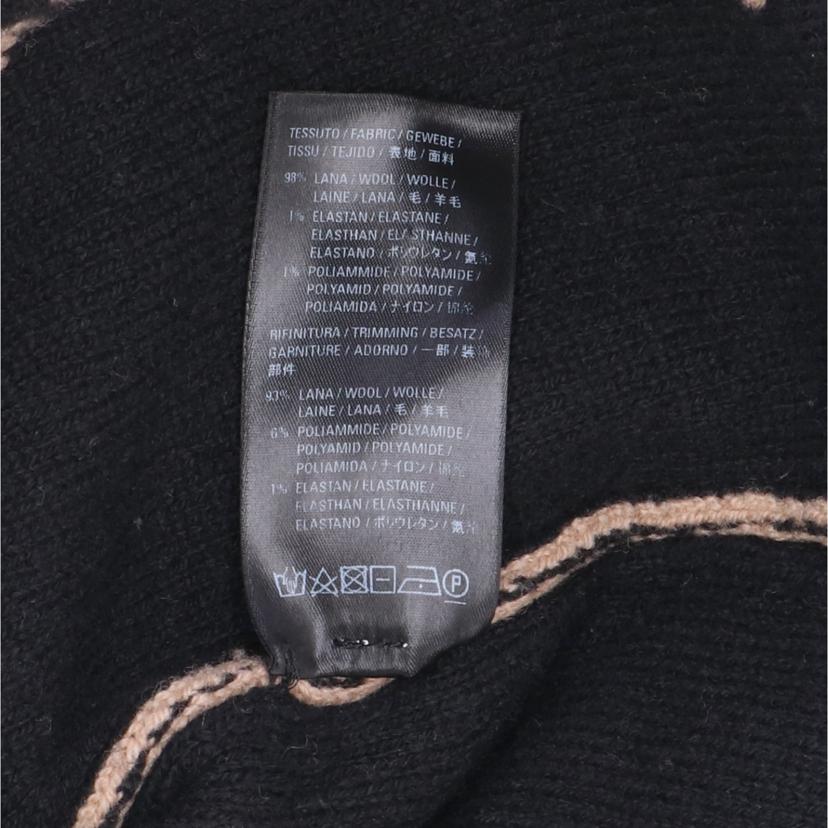 TESSUTO / FABRIC / GEWEBE /
TISSU / TEJIDO / 表地 / 面料
98% LANA / WOOL / WOLLE /
LAINE / LANA / 毛 / 羊毛
1% ELASTAN / ELASTANE /
ELASTHAN / ELASTHANNE /
ELASTANO / ポリウレタン / 氨纶
1% POLIAMMIDE / POLYAMIDE /
POLYAMID / POLYAMIDE /
POLIAMIDA / ナイロン / 锦纶
RIFINITURA / TRIMMING / BESATZ /
GARNITURE / ADORNO / 一部 / 装饰
部件
93% LANA / WOOL / WOLLE /
LAINE / LANA / 毛 / 羊毛
6% POLIAMMIDE / POLYAMIDE /
POLYAMID / POLYAMIDE /
POLIAMIDA / ナイロン / 锦纶
1% ELASTAN / ELASTANE /
ELASTHAN / ELASTHANNE /
ELASTANO / ポリウレタン / 氨纶
P